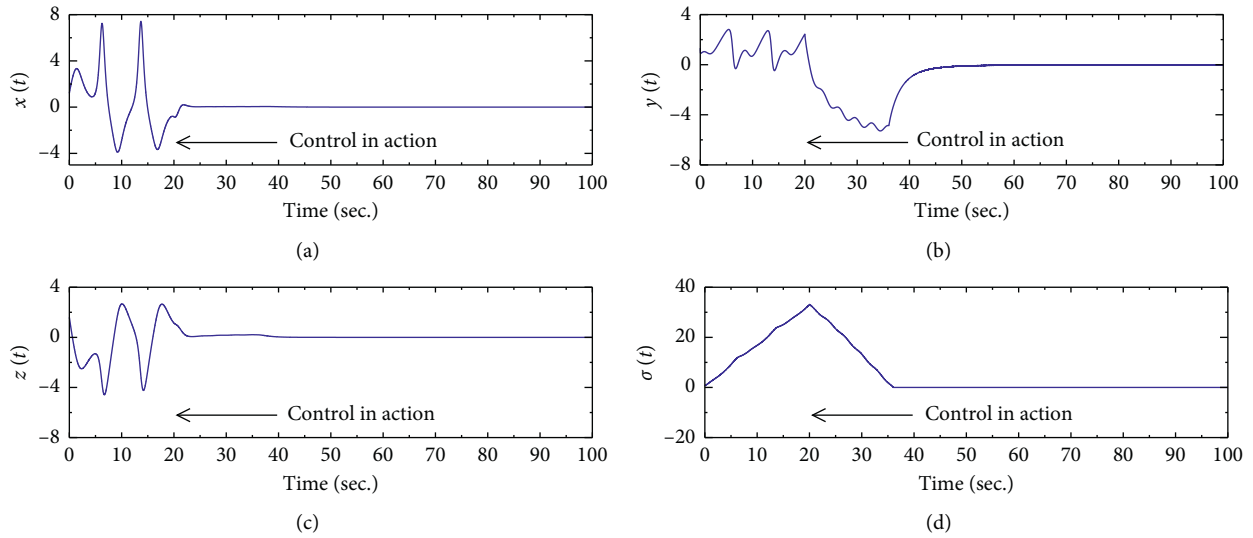 8
4
0
−4
x (t)
Control in action
0 10 20 30 40 50 60 70 80 90 100
Time (sec.)
(a)
4
0
−4
−8
y (t)
Control in action
0 10 20 30 40 50 60 70 80 90 100
Time (sec.)
(b)
4
0
−4
−8
z (t)
Control in action
0 10 20 30 40 50 60 70 80 90 100
Time (sec.)
(c)
40
20
0
−20
σ (t)
Control in action
0 10 20 30 40 50 60 70 80 90 100
Time (sec.)
(d)